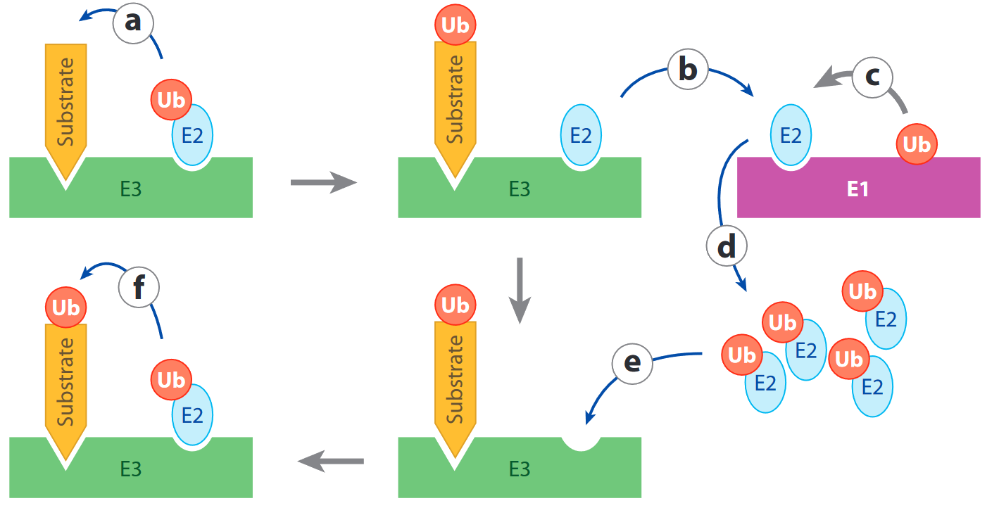 a
Substrate
Ub
E2
E3
Ub
Substrate
E2
E3
b
c
E2
Ub
E1
d
f
Ub
Substrate
Ub
E2
E3
Ub
Substrate
E3
e
Ub
E2
Ub
E2
Ub
E2
Ub
E2